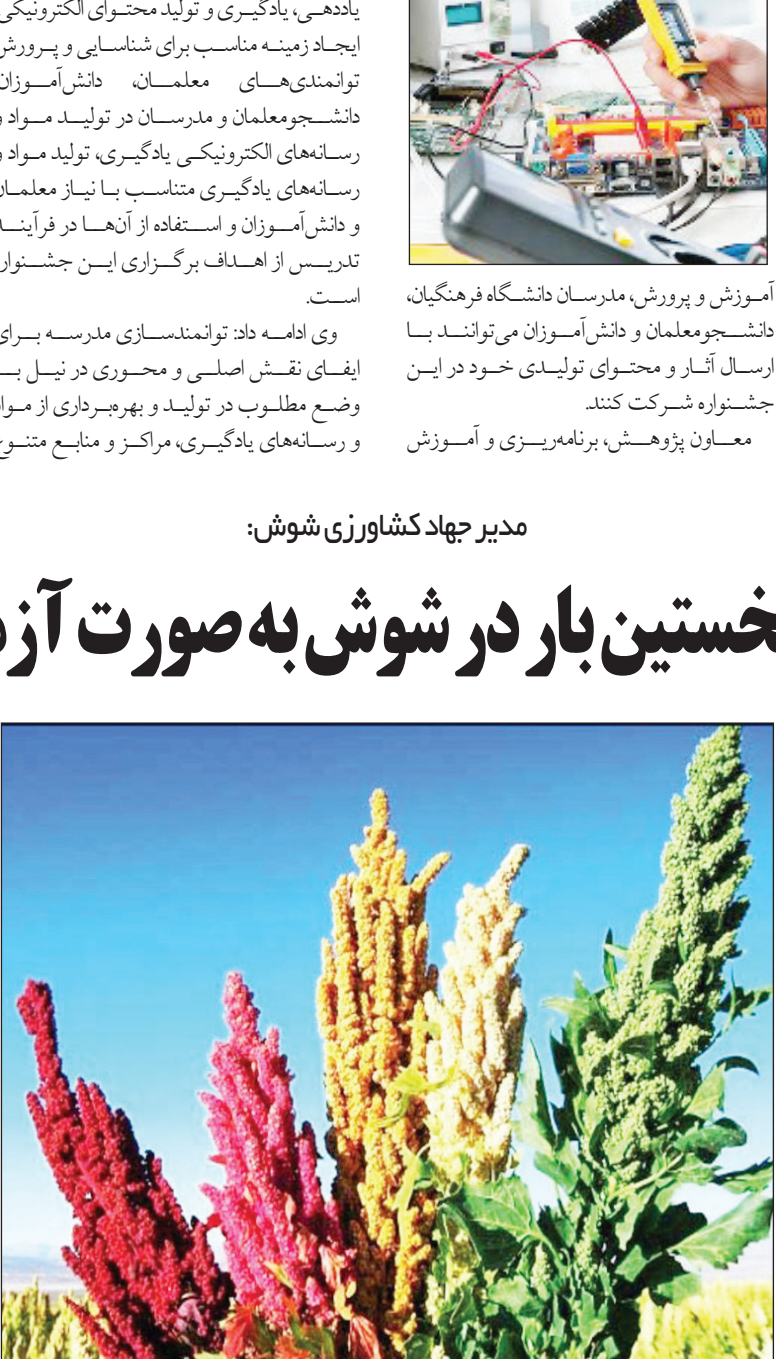 آموزش و پرورش، مدرسان دانشگاه فرهنگیان،
دانشجومعلمان و دانش‌آموزان می‌توانند با
ارسال آثار و محتوای تولیدی خود در این
جشنواره شرکت کنند.
معاون پژوهش، برنامه‌ریزی و آموزش
یاددهی، یادگیری و تولید محتوای الکترونیکی
ایجاد زمینه مناسب برای شناسایی و پرورش
توانمندی‌های معلمان، دانش‌آموزان
دانشجومعلمان و مدرسان در تولید مواد و
رسانه‌های الکترونیکی یادگیری، تولید مواد و
رسانه‌های یادگیری متناسب با نیاز معلمان
و دانش‌آموزان و استفاده از آن‌ها در فرآیند
تدریس از اهداف برگزاری این جشنوار
است.
وی ادامه داد: توانمندسازی مدرسه برای
ایفای نقش اصلی و محوری در نیل ب
وضع مطلوب در تولید و بهره‌برداری از موا
و رسانه‌های یادگیری، مراکز و منابع متنوع
مدیر جهاد کشاورزی شوش:
خستین بار در شوش به صورت آز